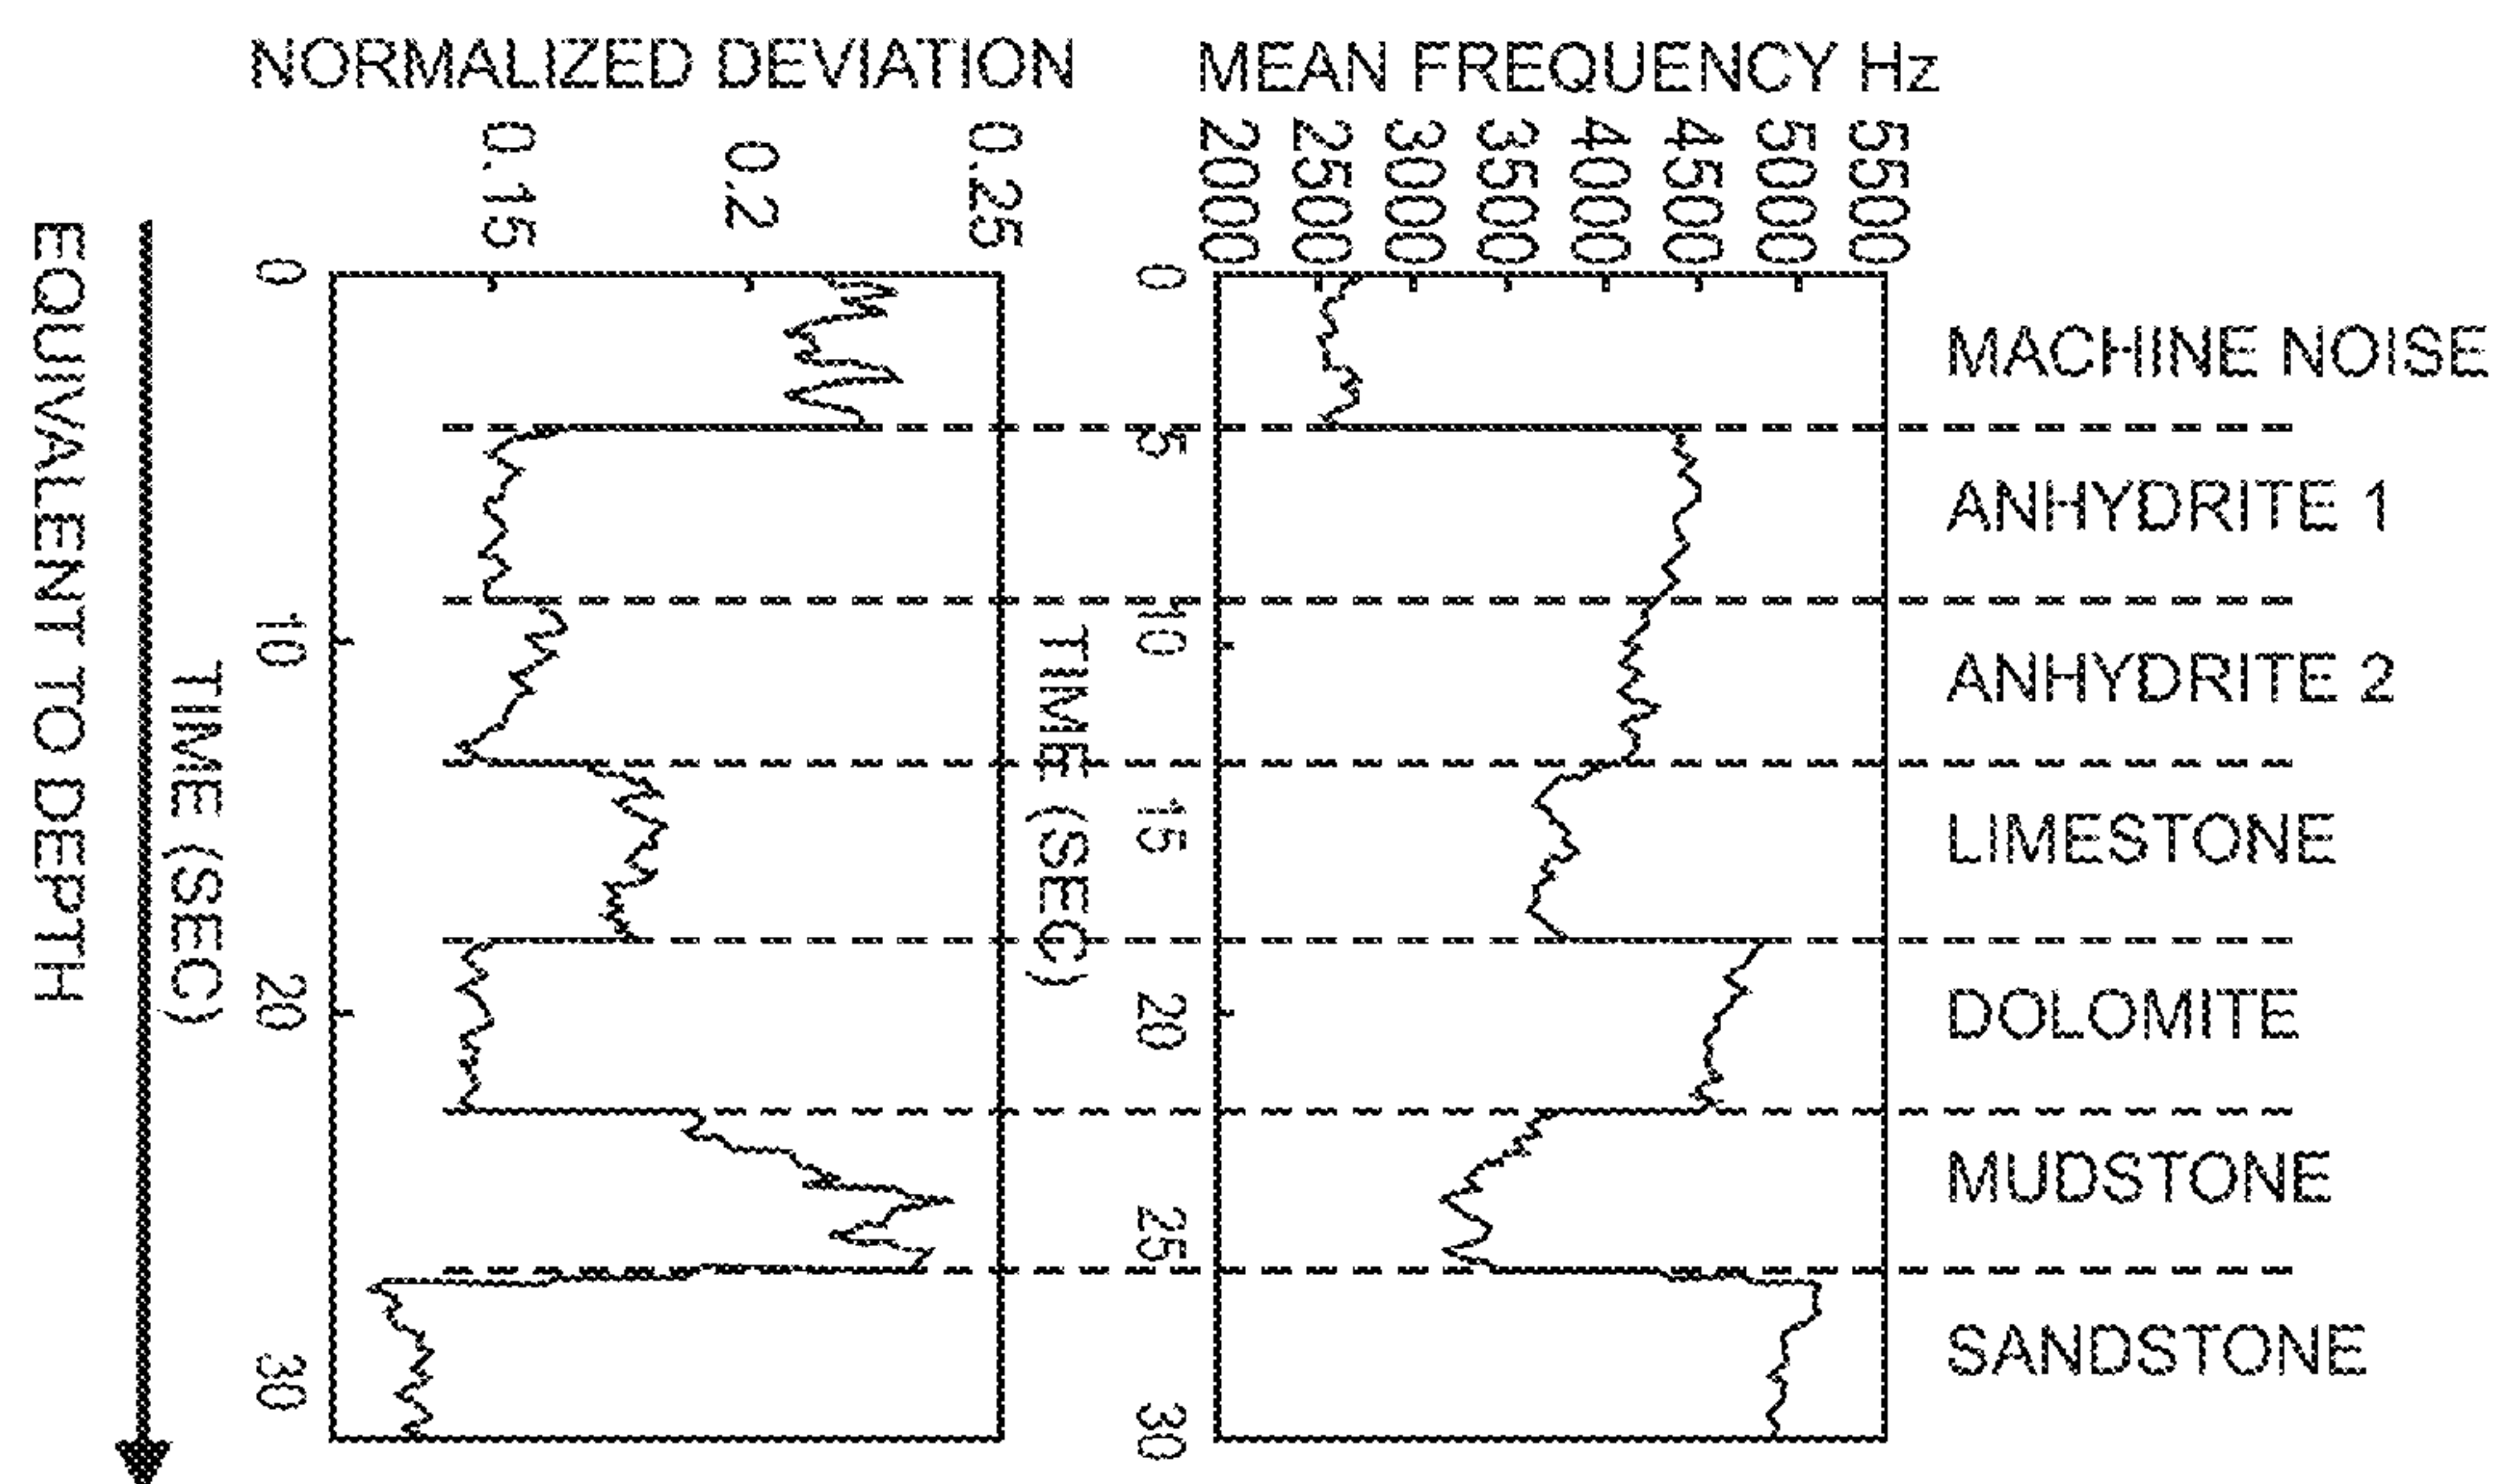 NORMALIZED DEVIATION
MEAN FREQUENCY Hz
0.15
0.2
0.25
2000
2500
3000
3500
4000
4500
5000
5500
0
10
20
30
TIME (SEC)
EQUIVALENT TO DEPTH
0
5
10
15
20
25
30
TIME (SEC)
MACHINE NOISE
ANHYDRITE 1
ANHYDRITE 2
LIMESTONE
DOLOMITE
MUDSTONE
SANDSTONE